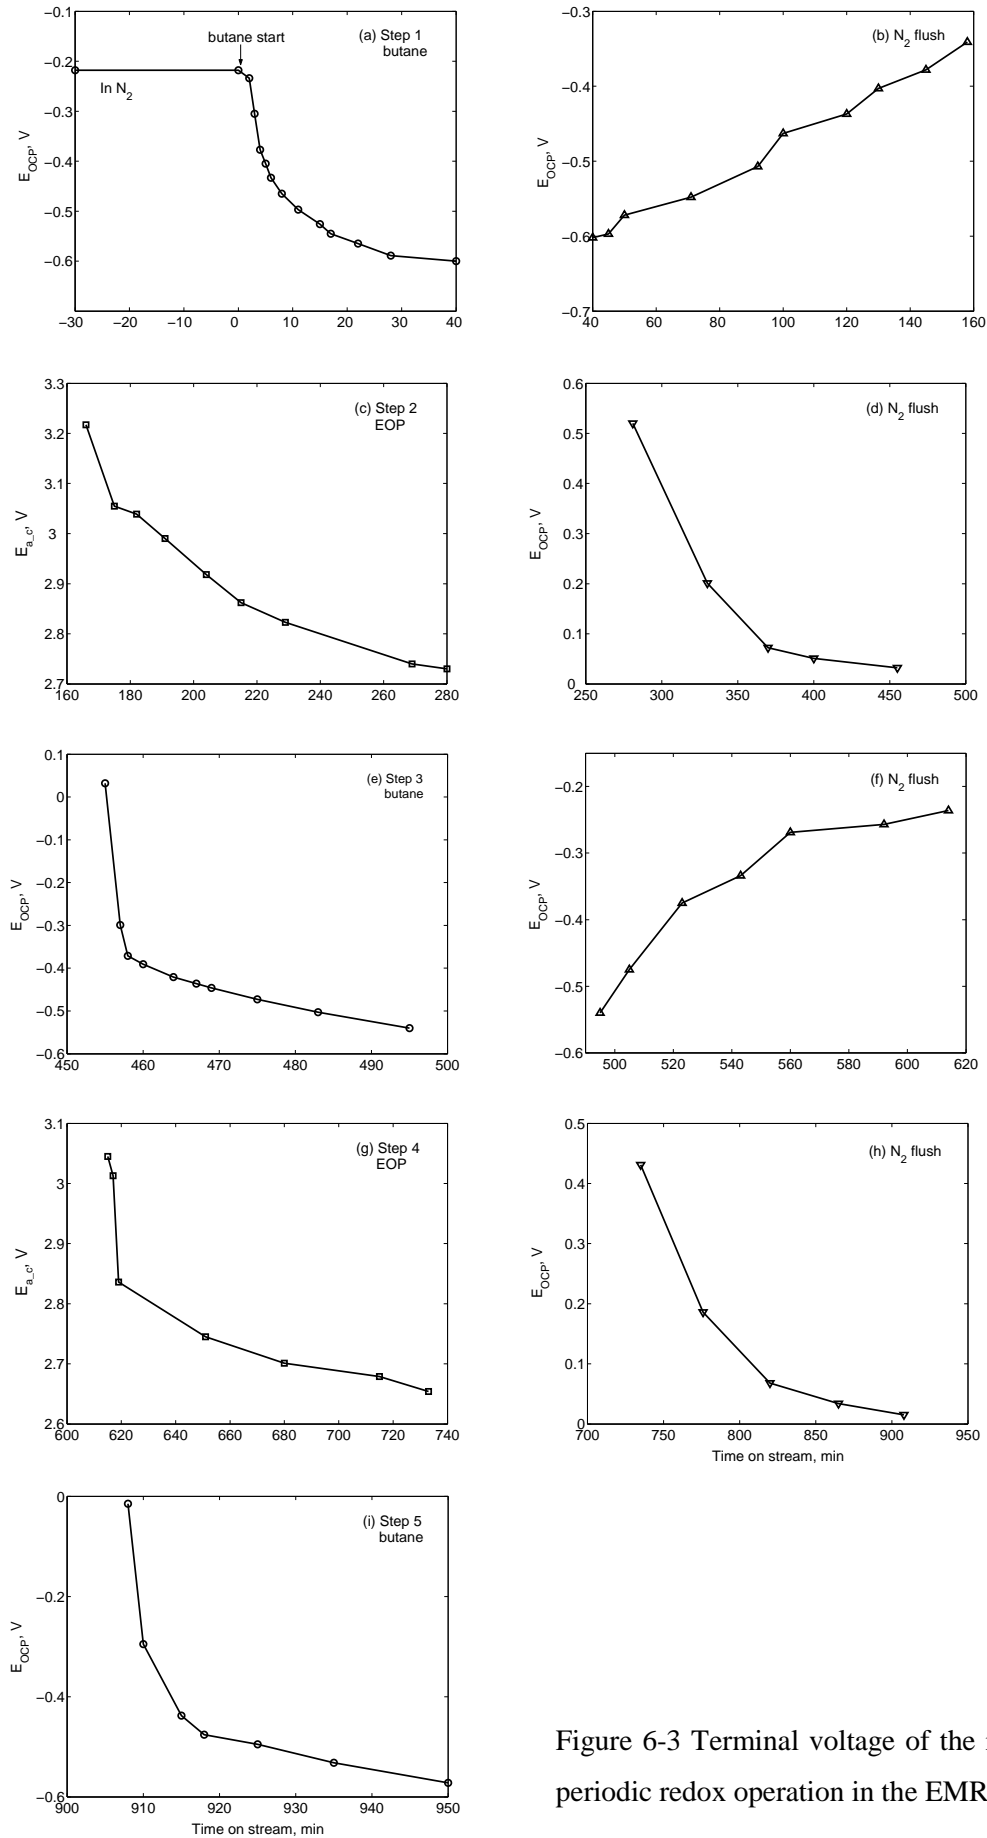 −0.1
−0.2
−0.3
−0.4
−0.5
−0.6
−30 −20 −10 0 10 20 30 40
E_OCP, V
butane start
In N2
(a) Step 1
butane
−0.3
−0.4
−0.5
−0.6
−0.7
40 60 80 100 120 140 160
E_OCP, V
(b) N2 flush
3.3
3.2
3.1
3
2.9
2.8
2.7
160 180 200 220 240 260 280
E_a_c, V
(c) Step 2
EOP
0.6
0.5
0.4
0.3
0.2
0.1
0
250 300 350 400 450 500
E_OCP, V
(d) N2 flush
0.1
0
−0.1
−0.2
−0.3
−0.4
−0.5
−0.6
450 460 470 480 490 500
E_OCP, V
(e) Step 3
butane
−0.2
−0.3
−0.4
−0.5
−0.6
500 520 540 560 580 600 620
E_OCP, V
(f) N2 flush
3.1
3
2.9
2.8
2.7
2.6
600 620 640 660 680 700 720 740
E_a_c, V
(g) Step 4
EOP
0.5
0.4
0.3
0.2
0.1
0
700 750 800 850 900 950
E_OCP, V
(h) N2 flush
Time on stream, min
0
−0.2
−0.4
−0.6
900 910 920 930 940 950
E_OCP, V
(i) Step 5
butane
Time on stream, min
Figure 6-3 Terminal voltage of the
periodic redox operation in the EMR